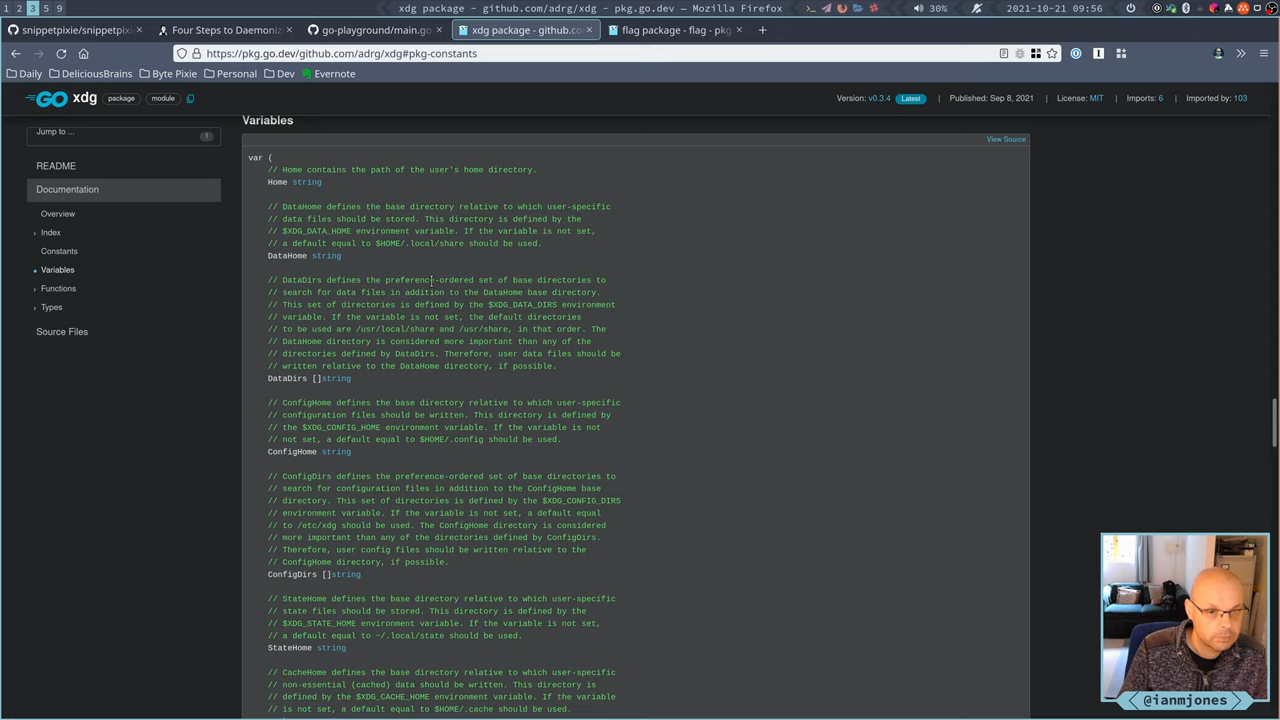 1 2 3 5 9
xdg package - github.com/adrg/xdg - pkg.go.dev — Mozilla Firefox
30%
2021-10-21 09:56
snippetpixie/snippetpixi
Four Steps to Daemoniz
go-playground/main.go
xdg package - github.co
flag package - flag - pkg
https://pkg.go.dev/github.com/adrg/xdg#pkg-constants
Daily
DeliciousBrains
Byte Pixie
Personal
Dev
Evernote
GO xdg package module
Version: v0.3.4 Latest
Published: Sep 8, 2021
License: MIT
Imports: 6
Imported by: 103
Jump to ...
README
Documentation
Overview
Index
Constants
Variables
Functions
Types
Source Files
Variables
View Source
var (
// Home contains the path of the user's home directory.
Home string
// DataHome defines the base directory relative to which user-specific
// data files should be stored. This directory is defined by the
// $XDG_DATA_HOME environment variable. If the variable is not set,
// a default equal to $HOME/.local/share should be used.
DataHome string
// DataDirs defines the preference-ordered set of base directories to
// search for data files in addition to the DataHome base directory.
// This set of directories is defined by the $XDG_DATA_DIRS environment
// variable. If the variable is not set, the default directories
// to be used are /usr/local/share and /usr/share, in that order. The
// DataHome directory is considered more important than any of the
// directories defined by DataDirs. Therefore, user data files should be
// written relative to the DataHome directory, if possible.
DataDirs []string
// ConfigHome defines the base directory relative to which user-specific
// configuration files should be written. This directory is defined by
// the $XDG_CONFIG_HOME environment variable. If the variable is not
// not set, a default equal to $HOME/.config should be used.
ConfigHome string
// ConfigDirs defines the preference-ordered set of base directories to
// search for configuration files in addition to the ConfigHome base
// directory. This set of directories is defined by the $XDG_CONFIG_DIRS
// environment variable. If the variable is not set, a default equal
// to /etc/xdg should be used. The ConfigHome directory is considered
// more important than any of the directories defined by ConfigDirs.
// Therefore, user config files should be written relative to the
// ConfigHome directory, if possible.
ConfigDirs []string
// StateHome defines the base directory relative to which user-specific
// state files should be stored. This directory is defined by the
// $XDG_STATE_HOME environment variable. If the variable is not set,
// a default equal to ~/.local/state should be used.
StateHome string
// CacheHome defines the base directory relative to which user-specific
// non-essential (cached) data should be written. This directory is
// defined by the $XDG_CACHE_HOME environment variable. If the variable
// is not set, a default equal to $HOME/.cache should be used.
@ianmjones